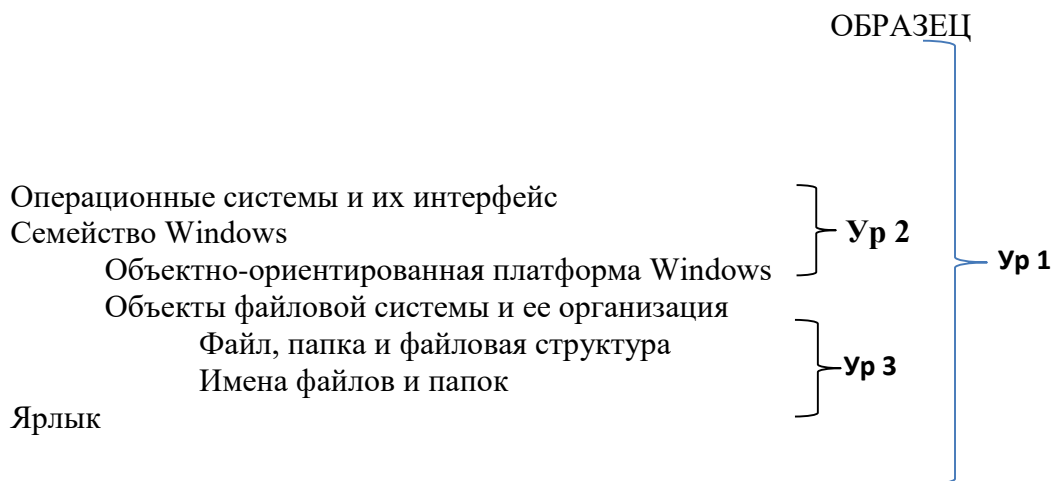 ОБРАЗЕЦ
Операционные системы и их интерфейс
Семейство Windows
Объектно-ориентированная платформа Windows
Объекты файловой системы и ее организация
Файл, папка и файловая структура
Имена файлов и папок
Ярлык
Ур 2
Ур 1
Ур 3